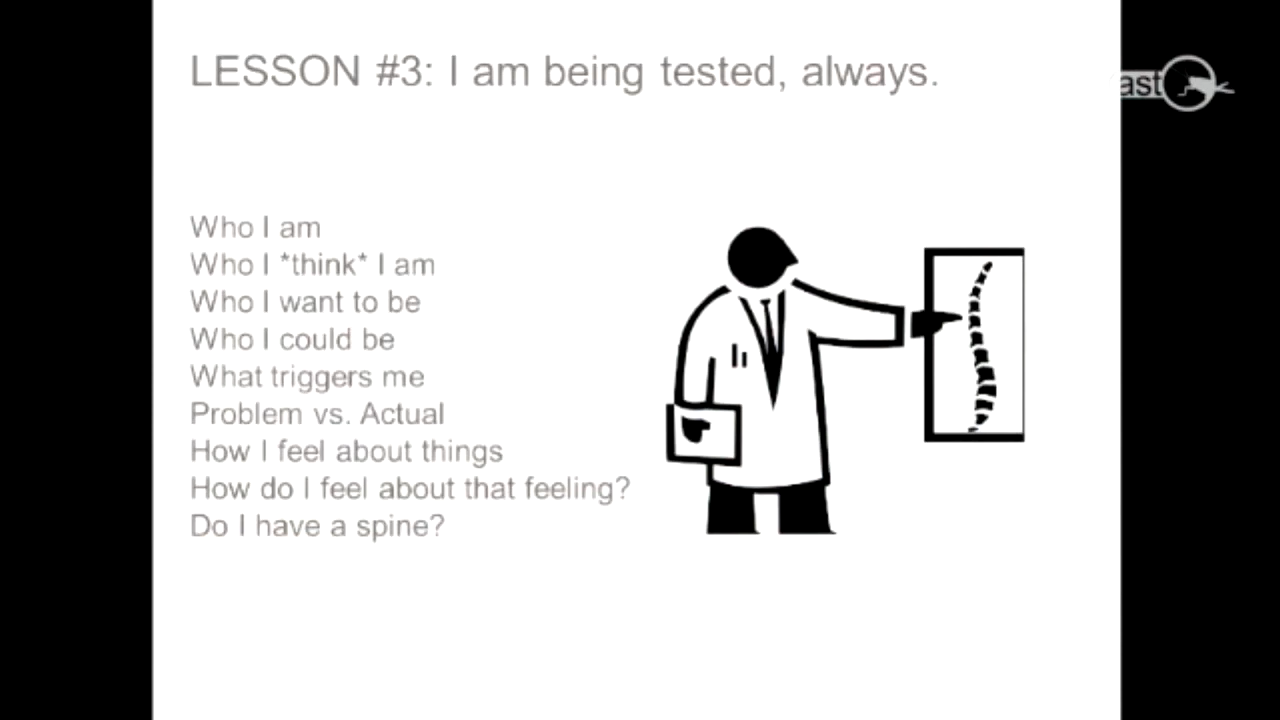 LESSON #3: I am being tested, always.
ast
Who I am
Who I *think* I am
Who I want to be
Who I could be
What triggers me
Problem vs. Actual
How I feel about things
How do I feel about that feeling?
Do I have a spine?